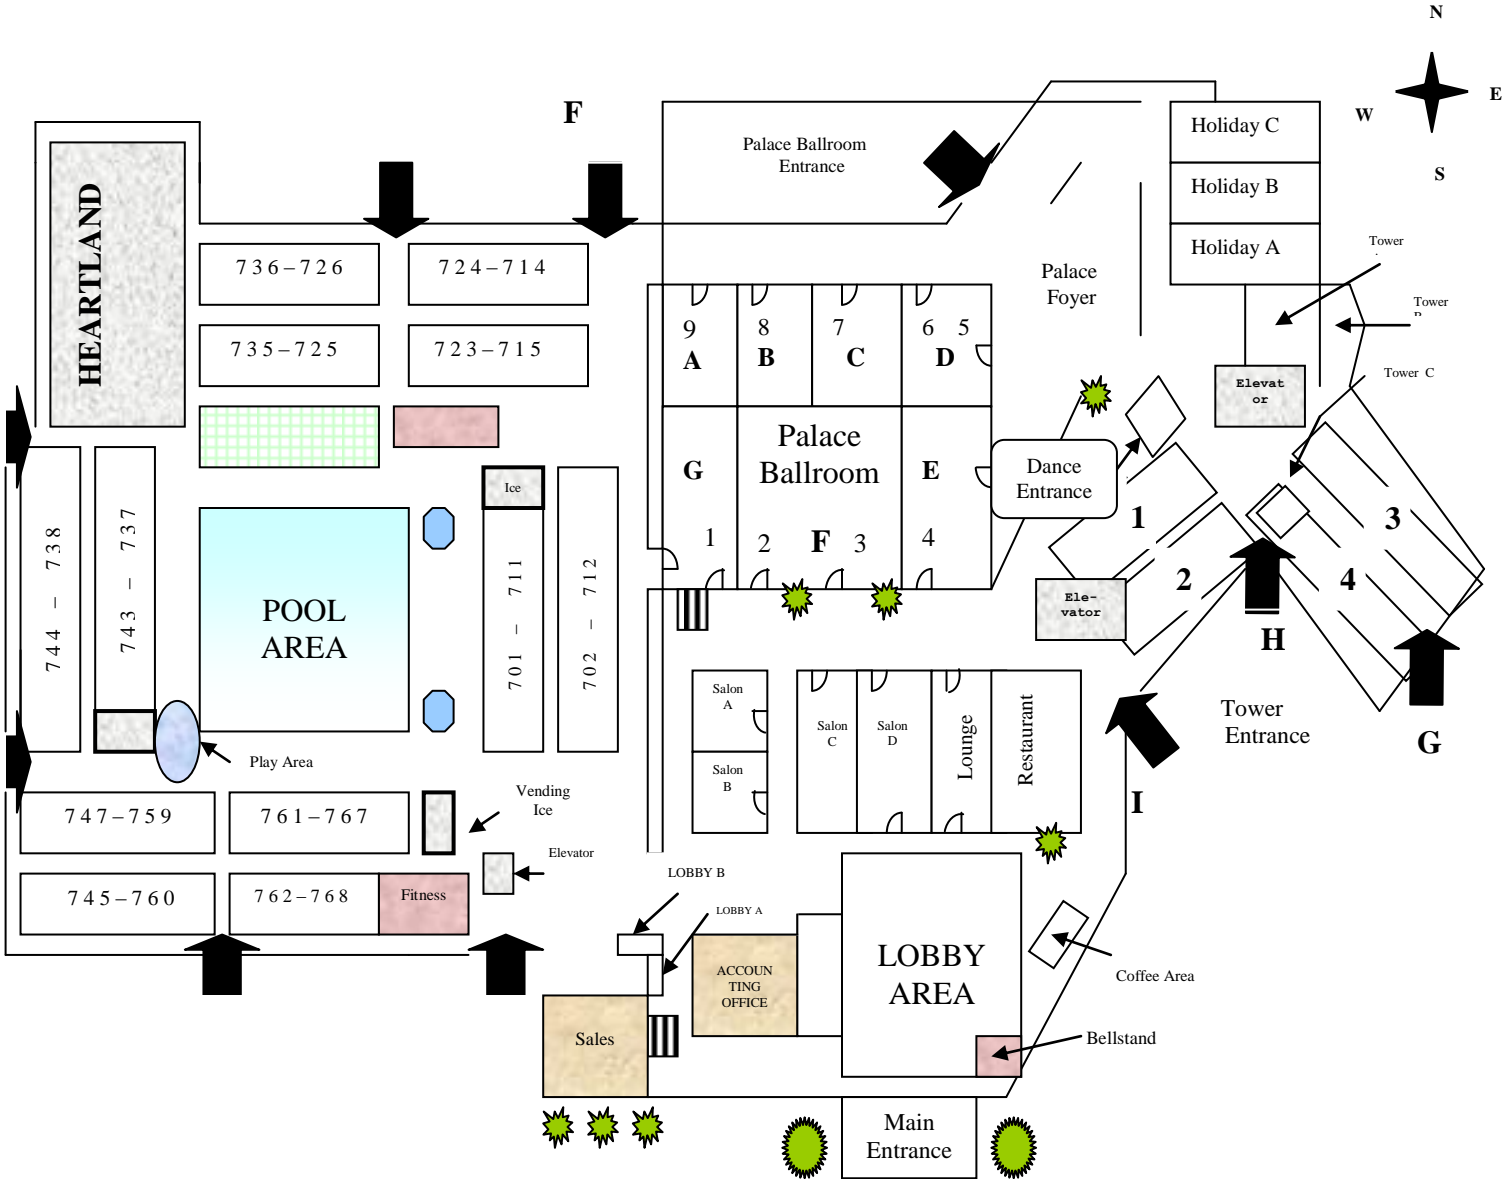 N
F
W
E
S
Palace Ballroom
Entrance
Holiday C
Holiday B
Holiday A
HEARTLAND
736–726
724–714
Tower
Palace
Foyer
Tower
735–725
723–715
9
8
7
6 5
A
B
C
D
Tower C
Elevat
or
Palace
Ballroom
G
E
Dance
Entrance
Ice
1
3
744 – 738
743 – 737
701 – 711
702 – 712
1
2
F
3
4
2
4
POOL
AREA
Ele-
vator
H
Salon
A
Salon
C
Salon
D
Lounge
Restaurant
Tower
Entrance
G
Play Area
Salon
B
Vending
Ice
I
747–759
761–767
Elevator
LOBBY B
745–760
762–768
Fitness
LOBBY A
LOBBY
AREA
ACCOUN
TING
OFFICE
Coffee Area
Sales
Bellstand
Main
Entrance